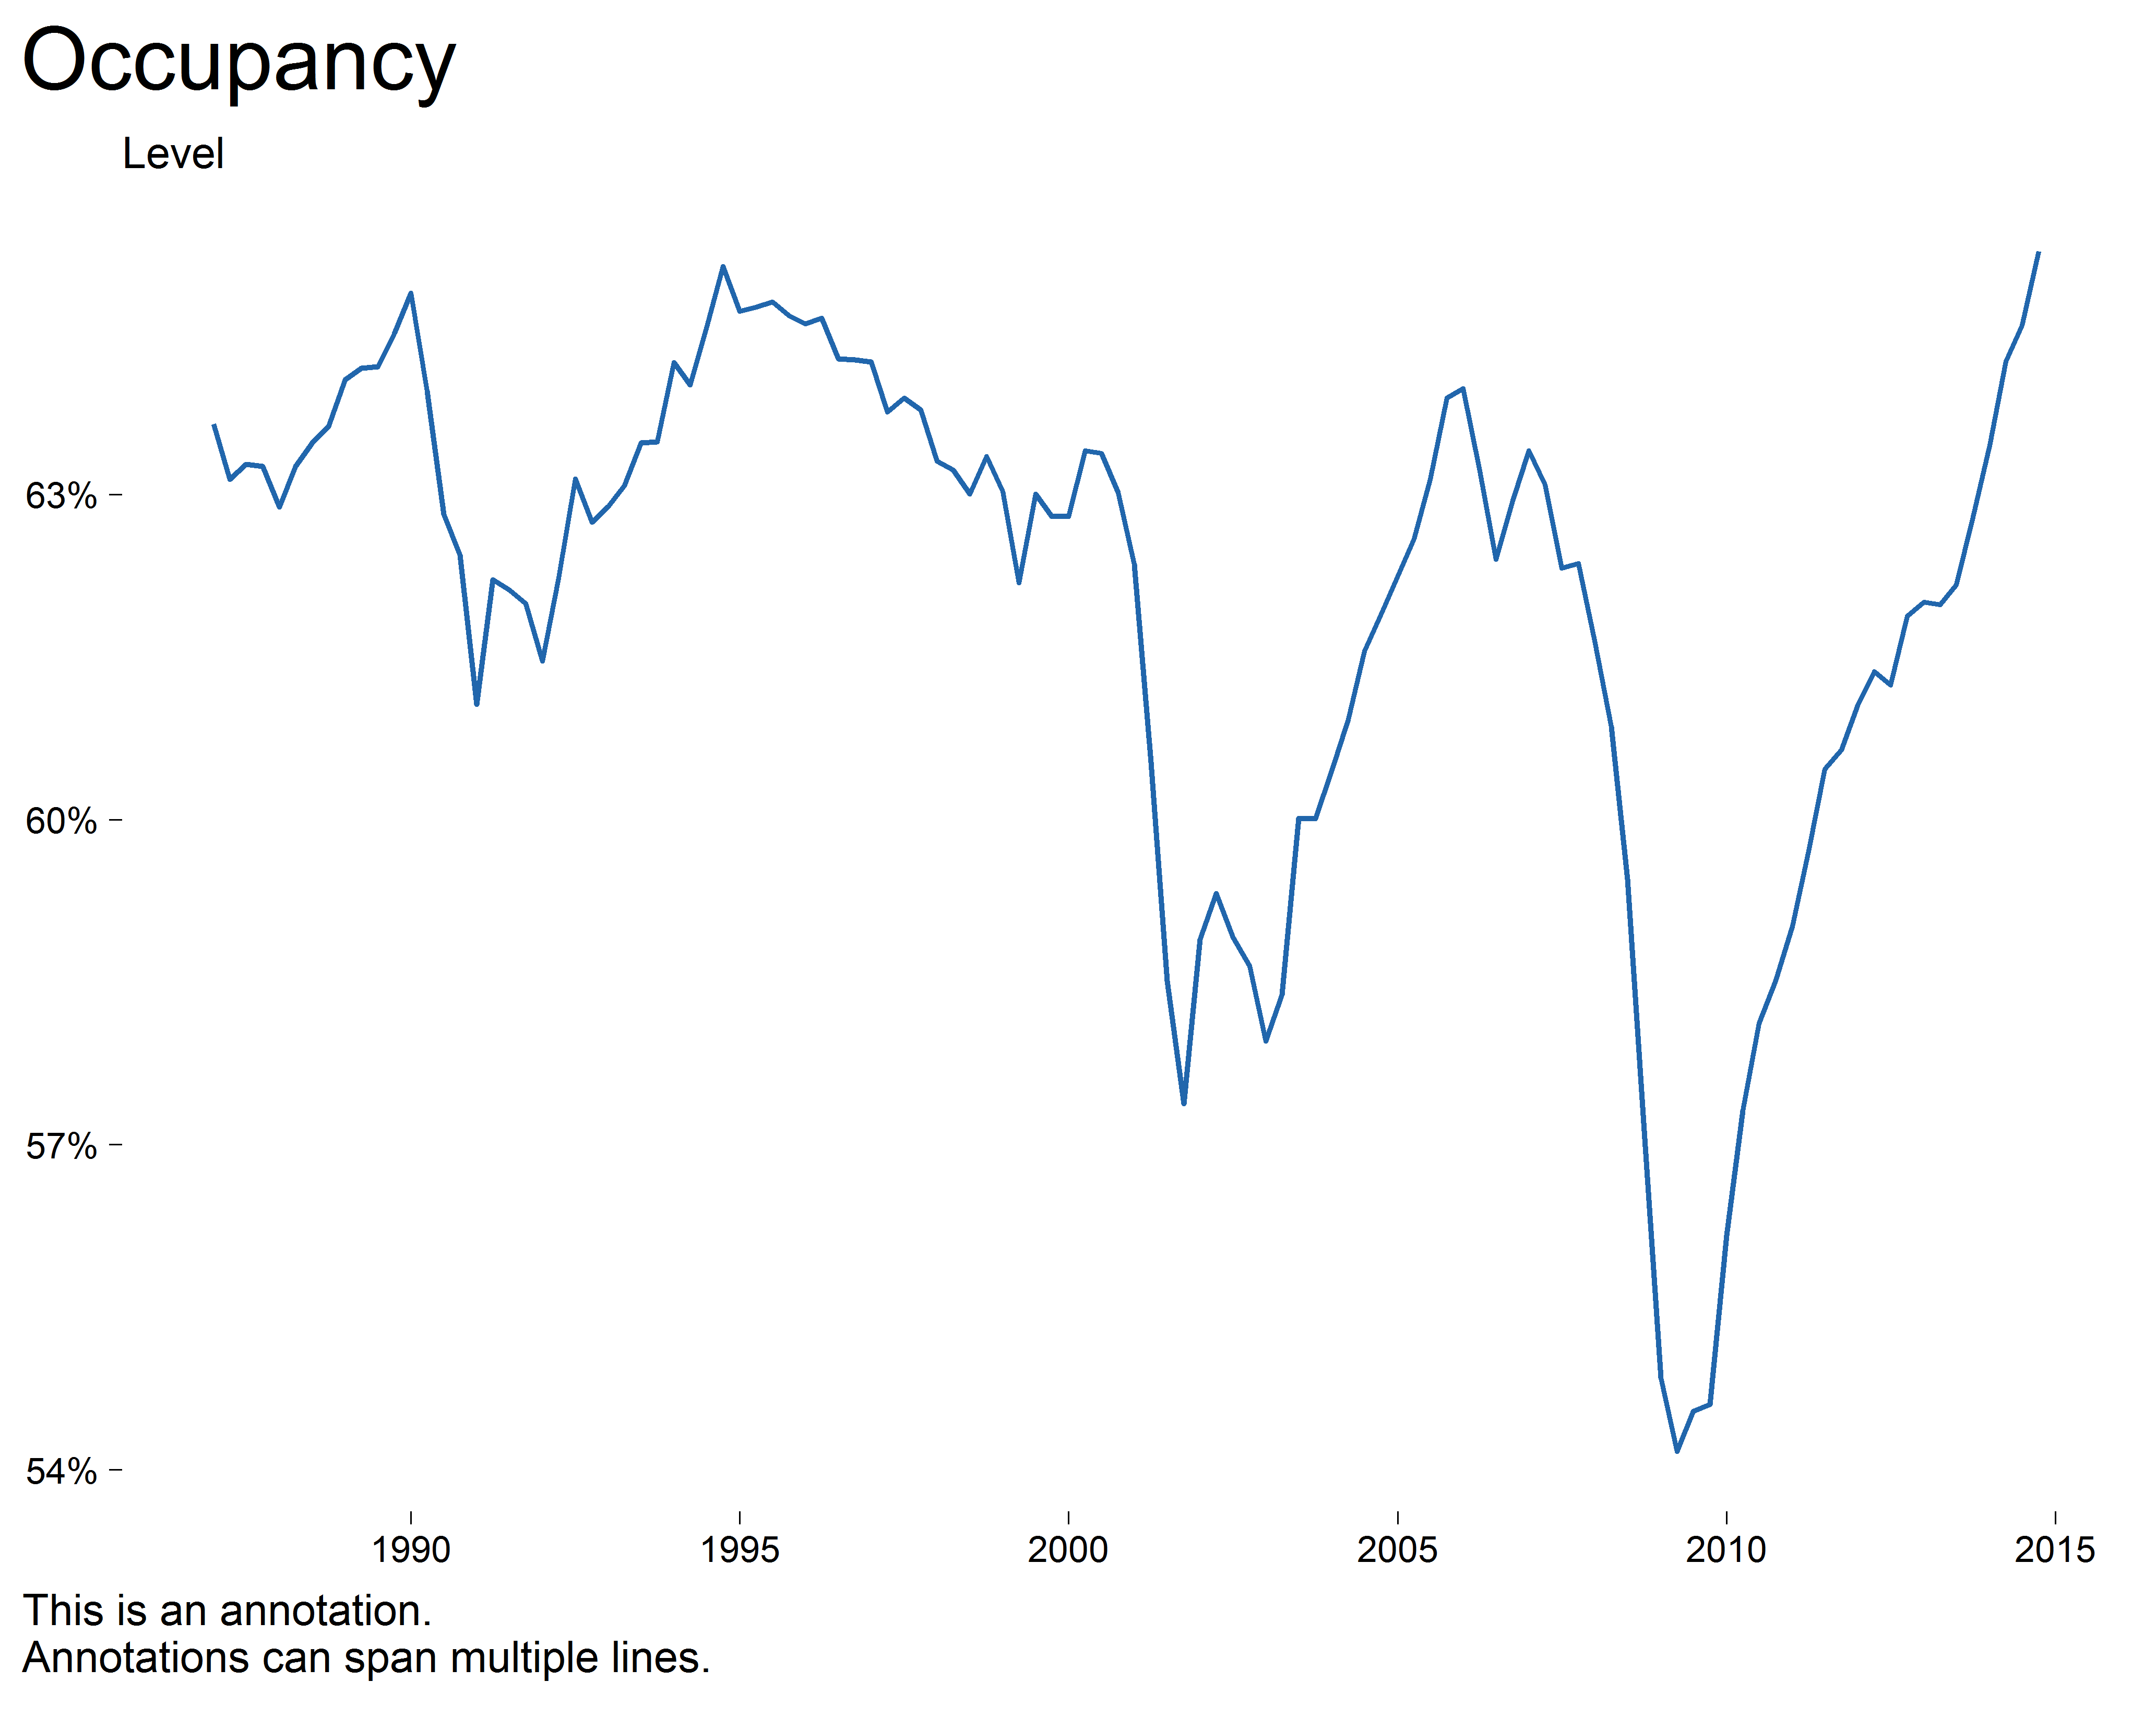 Occupancy
Level
63%
60%
57%
54%
1990 1995 2000 2005 2010 2015
This is an annotation.
Annotations can span multiple lines.